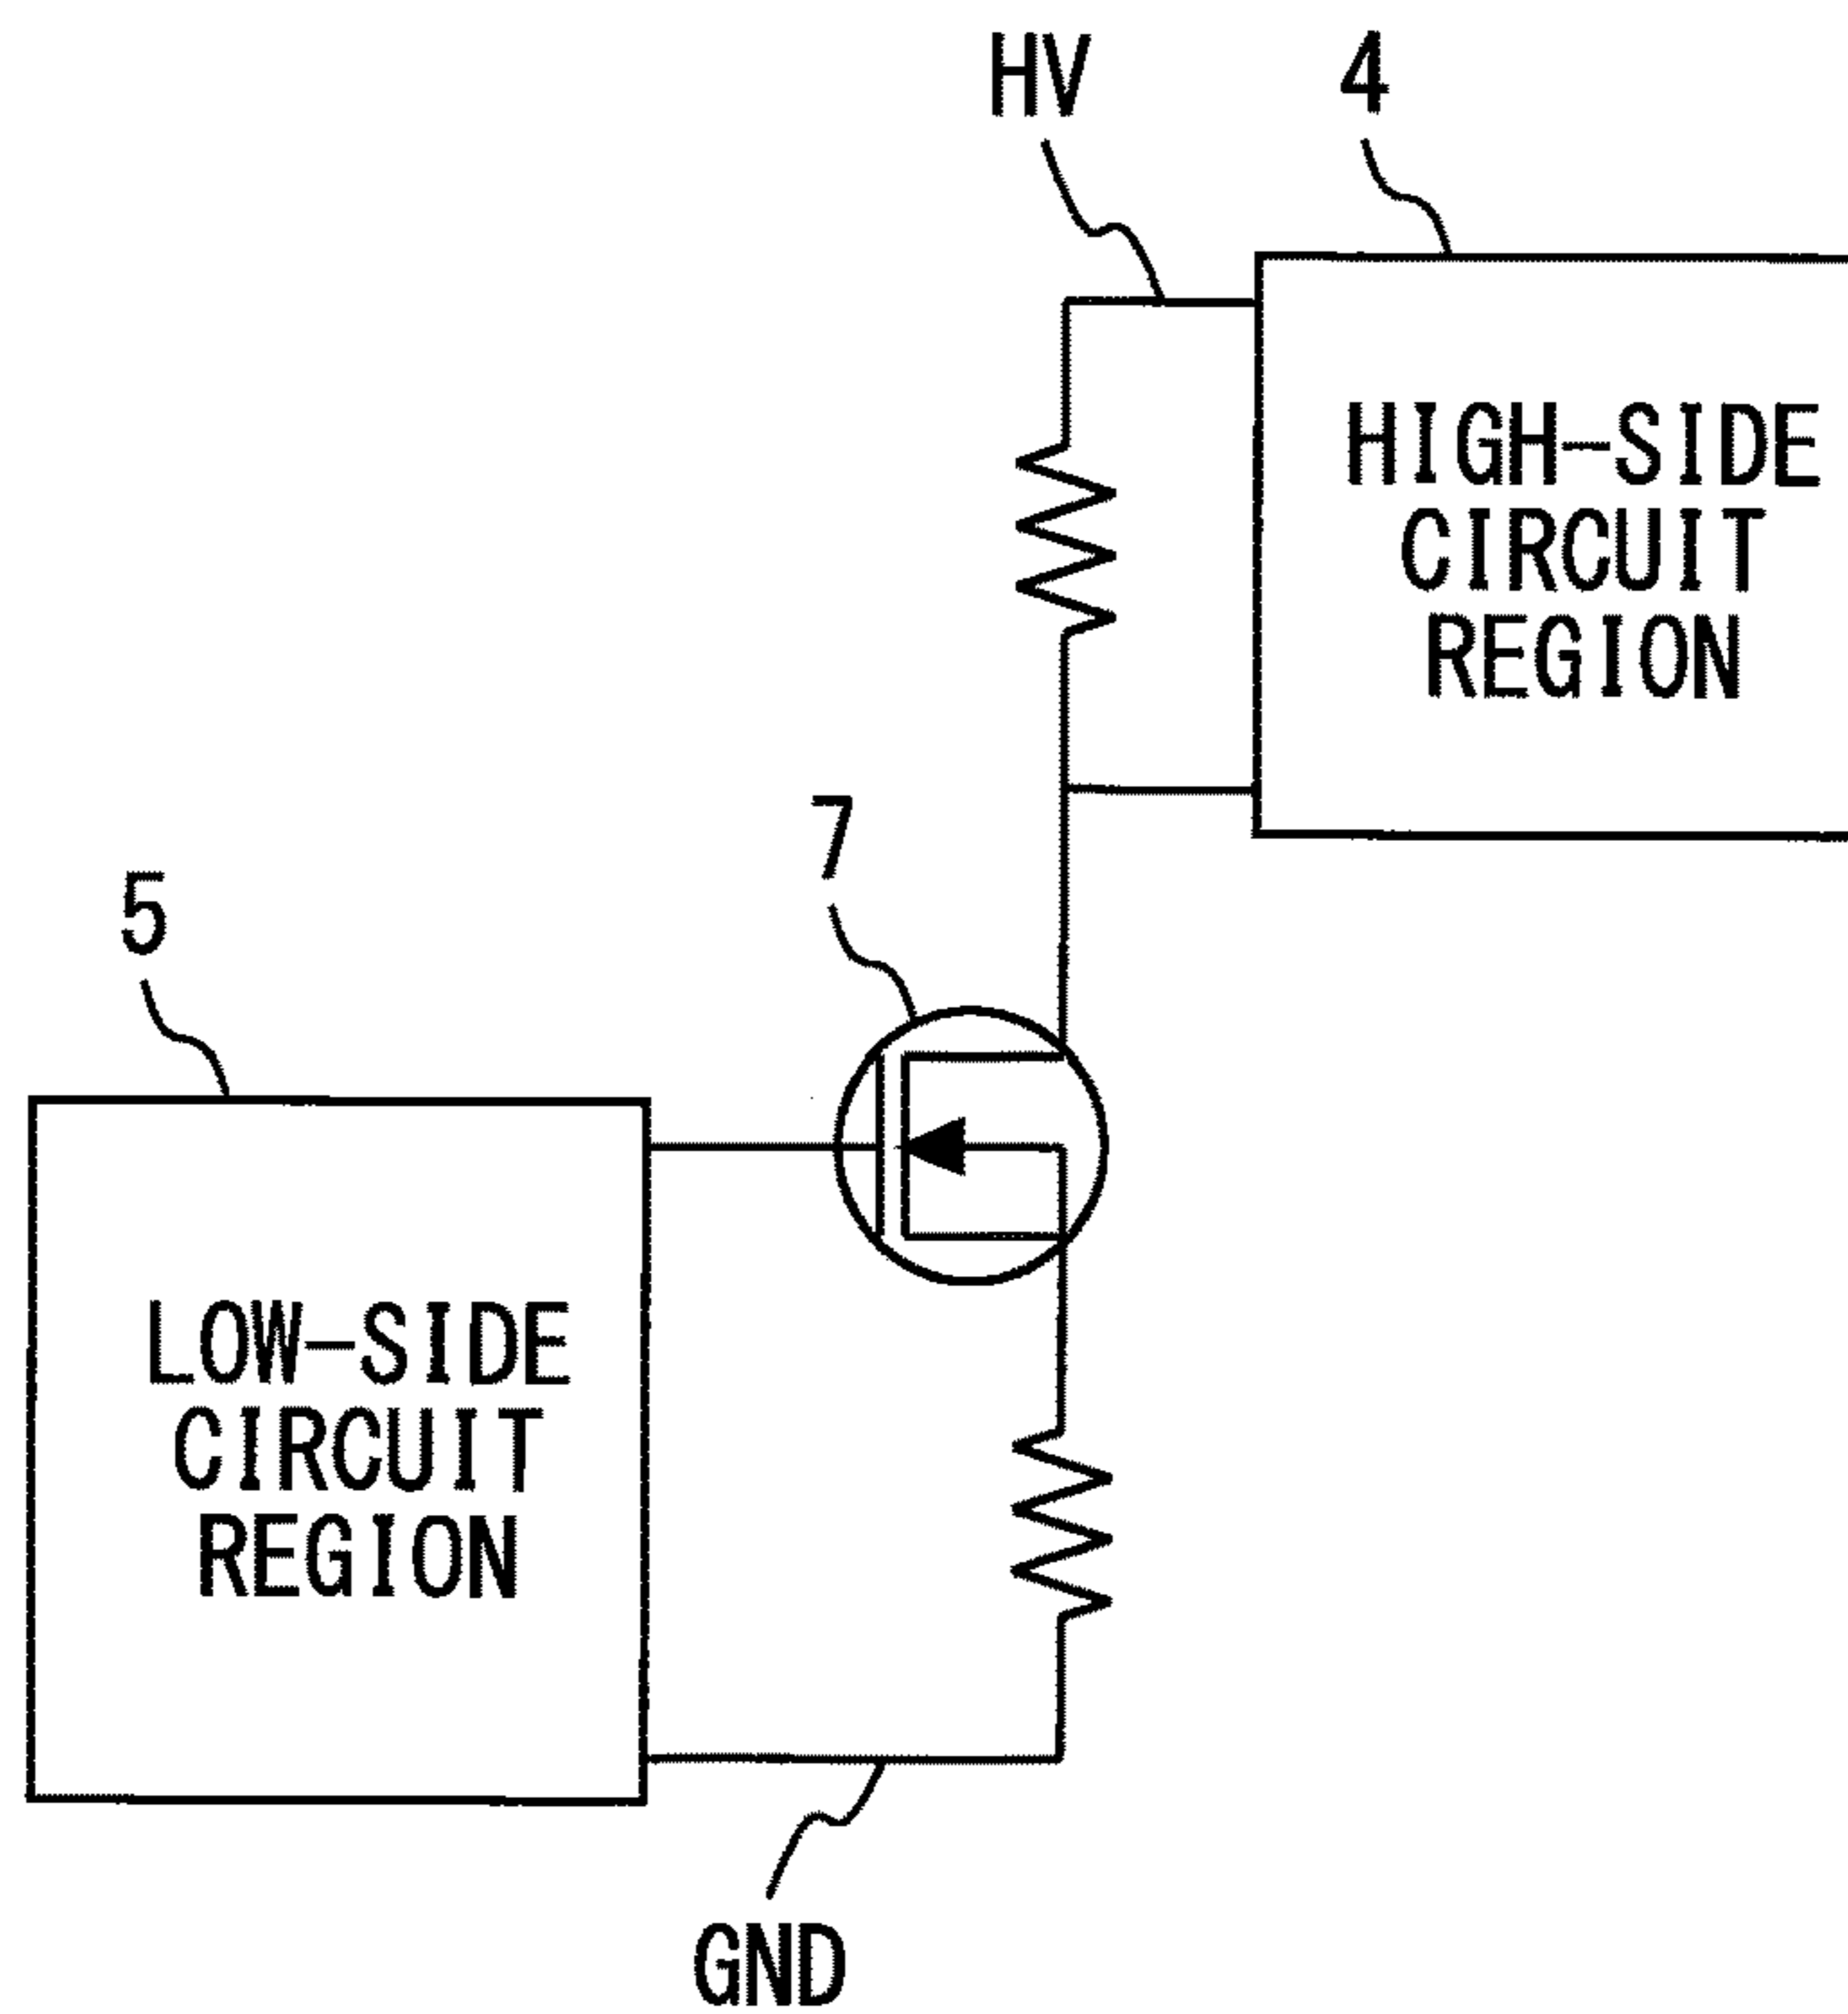 HV
4
HIGH-SIDE
CIRCUIT
REGION
7
5
LOW-SIDE
CIRCUIT
REGION
GND